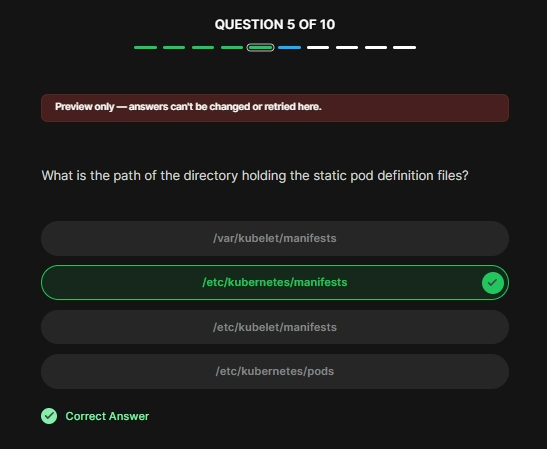 QUESTION 5 OF 10
Preview only — answers can't be changed or retried here.
What is the path of the directory holding the static pod definition files?
/var/kubelet/manifests
/etc/kubernetes/manifests
/etc/kubelet/manifests
/etc/kubernetes/pods
Correct Answer